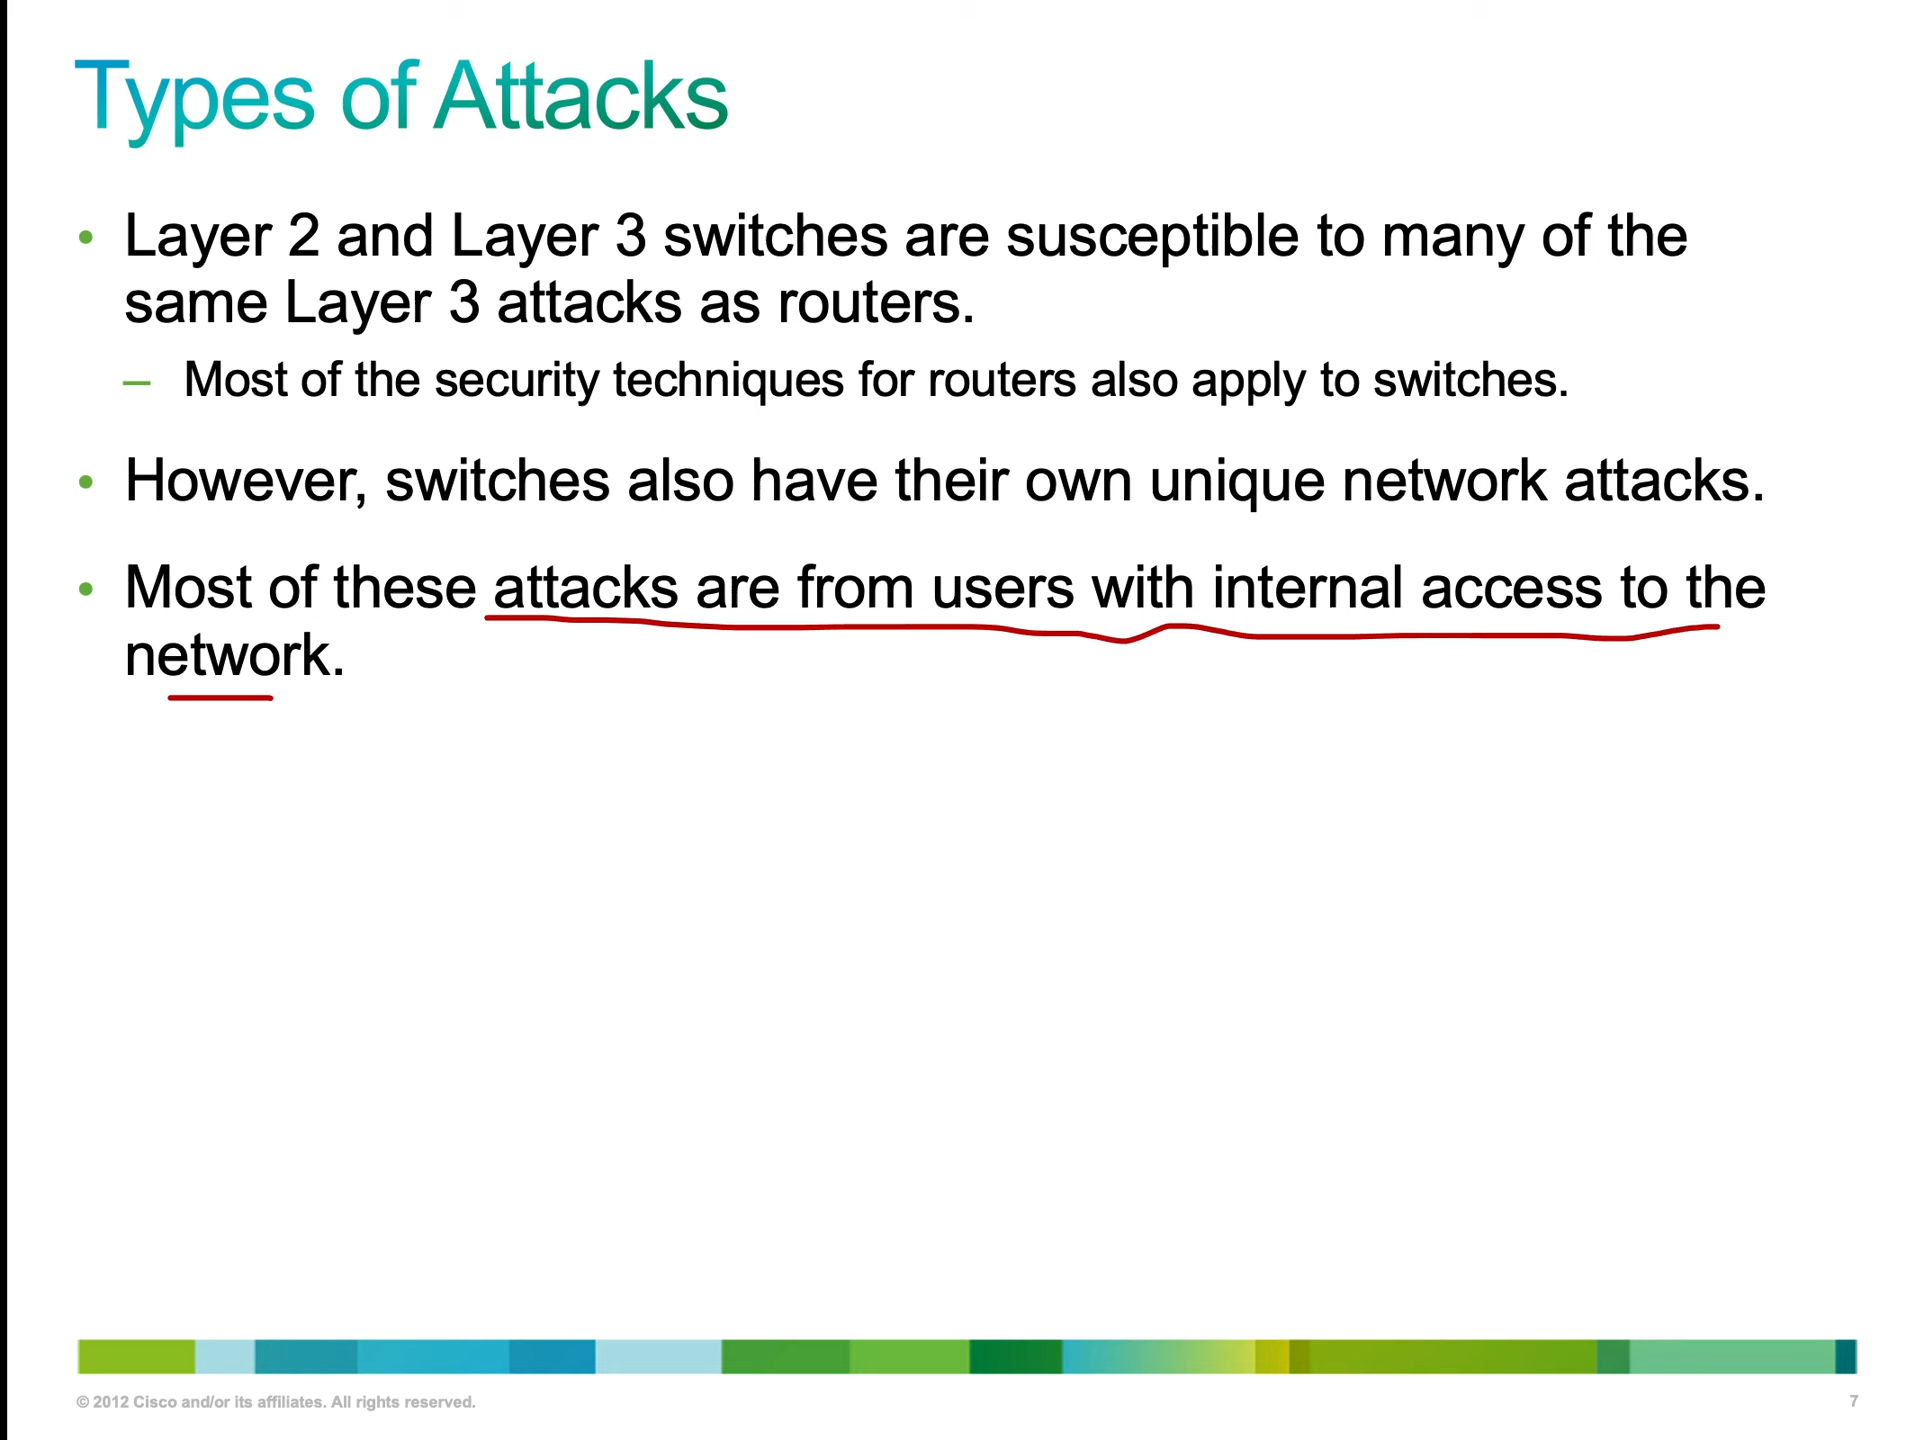 Types of Attacks
• Layer 2 and Layer 3 switches are susceptible to many of the
same Layer 3 attacks as routers.
– Most of the security techniques for routers also apply to switches.
• However, switches also have their own unique network attacks.
• Most of these attacks are from users with internal access to the
network.
© 2012 Cisco and/or its affiliates. All rights reserved.
7